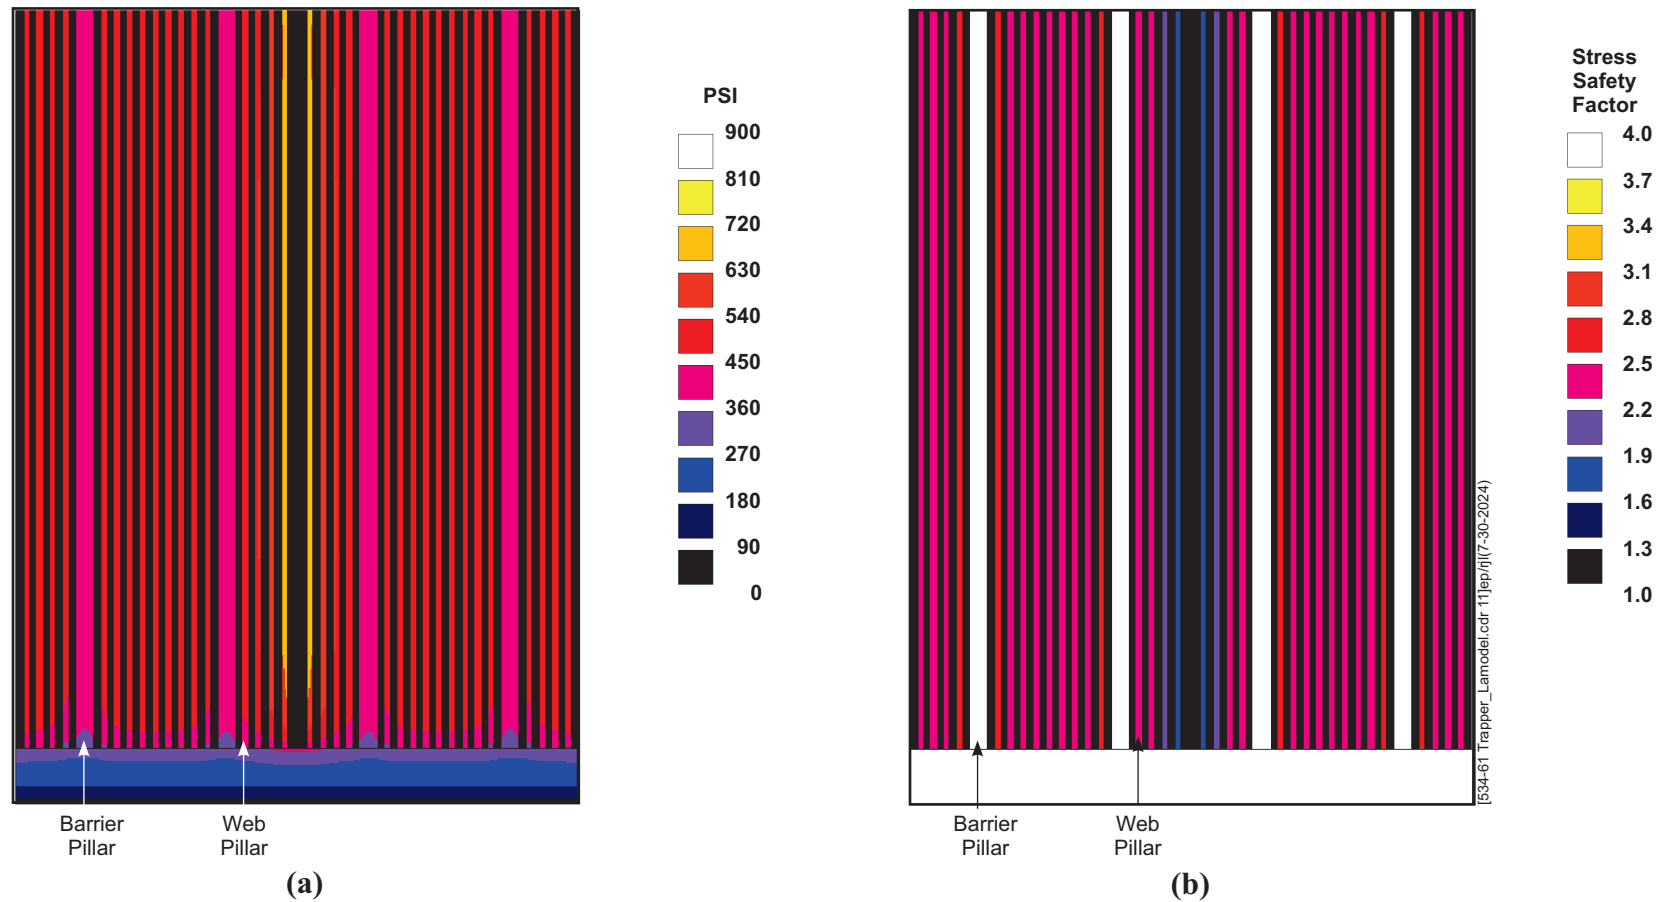 PSI
900
810
720
630
540
450
360
270
180
90
0
Barrier
Pillar
Web
Pillar
(a)
Stress
Safety
Factor
4.0
3.7
3.4
3.1
2.8
2.5
2.2
1.9
1.6
1.3
1.0
[534-61 Trapper_Lamodel.cdr 11]ep/rjl(7-30-2024)
Barrier
Pillar
Web
Pillar
(b)